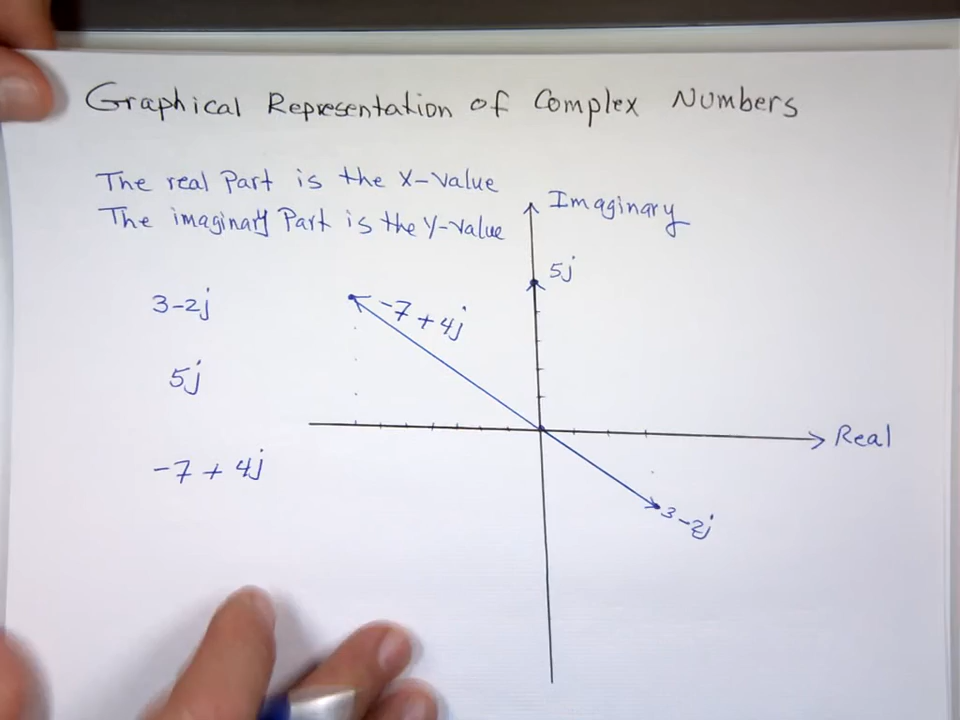 Graphical Representation of Complex Numbers
The real Part is the X-Value
The imaginary Part is the Y-Value
Imaginary
5j
3-2j
-7+4j
5j
Real
-7+4j
3-2j